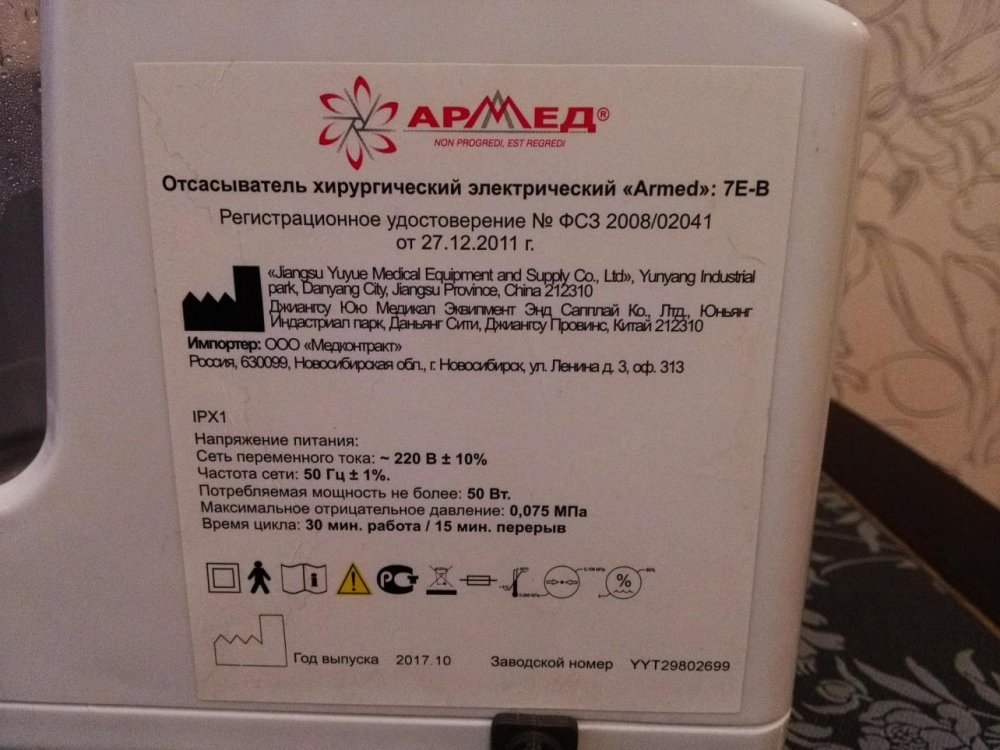 АРМЕД®
NON PROGREDI, EST REGREDI
Отсасыватель хирургический электрический «Armed»: 7E-B
Регистрационное удостоверение № ФСЗ 2008/02041
от 27.12.2011 г.
«Jiangsu Yuyue Medical Equipment and Supply Co., Ltd», Yunyang Industrial
park, Danyang City, Jiangsu Province, China 212310
Джиангсу Юю Медикал Эквипмент Энд Сапплай Ко., Лтд., Юньянг
Индастриал парк, Даньянг Сити, Джиангсу Провинс, Китай 212310
Импортер: ООО «Медконтракт»
Россия, 630099, Новосибирская обл., г. Новосибирск, ул. Ленина д. 3, оф. 313
IPX1
Напряжение питания:
Сеть переменного тока: ~ 220 В ± 10%
Частота сети: 50 Гц ± 1%.
Потребляемая мощность не более: 50 Вт.
Максимальное отрицательное давление: 0,075 МПа
Время цикла: 30 мин. работа / 15 мин. перерыв
%
Год выпуска 2017.10 Заводской номер YYT29802699